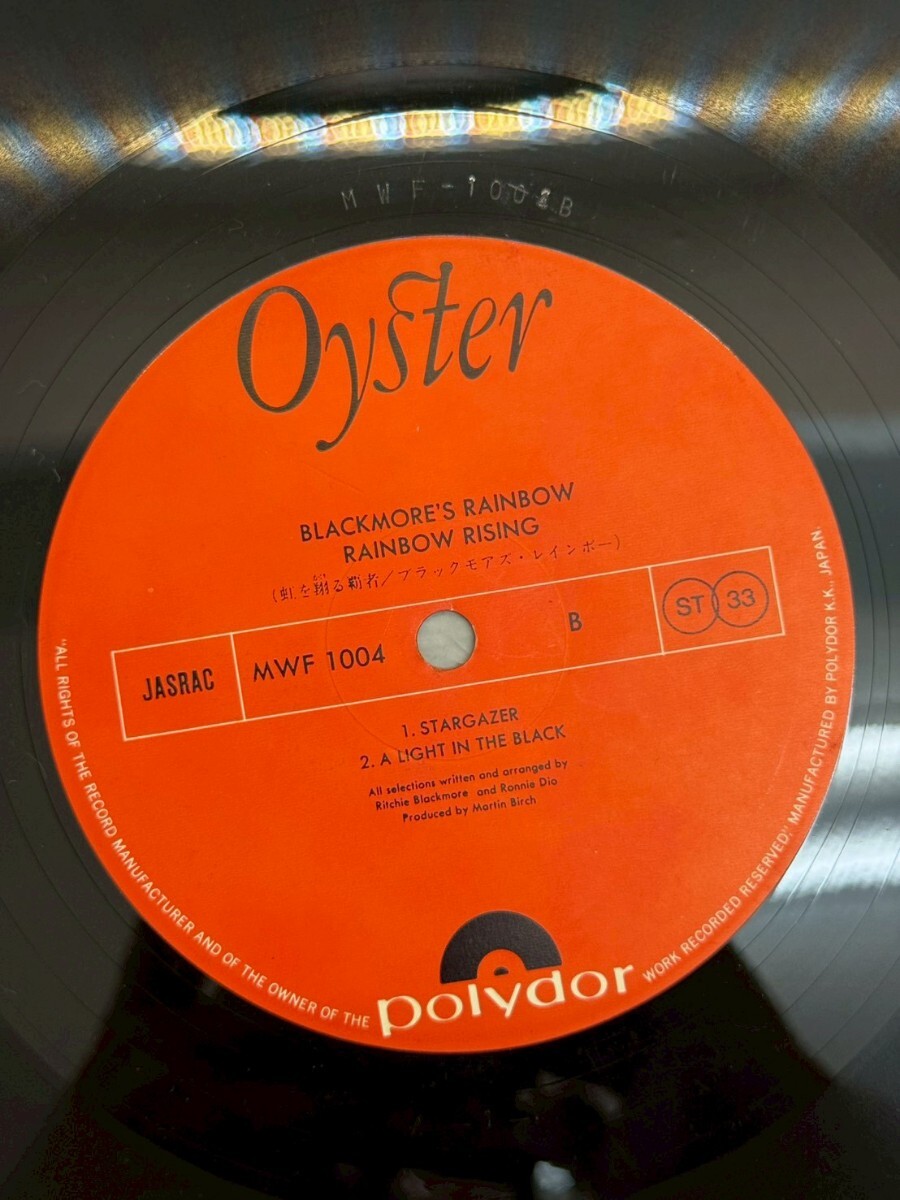 MWF-1004B
Oyster
BLACKMORE'S RAINBOW
RAINBOW RISING
(虹を翔る覇者/ブラックモアズ・レインボー)
JASRAC
MWF 1004
B
ST 33
1. STARGAZER
2. A LIGHT IN THE BLACK
All selections written and arranged by
Ritchie Blackmore and Ronnie Dio
Produced by Martin Birch
polydor
"ALL RIGHTS OF THE RECORD MANUFACTURER AND OF THE OWNER OF THE WORK RECORDED RESERVED." MANUFACTURED BY POLYDOR K.K., JAPAN.